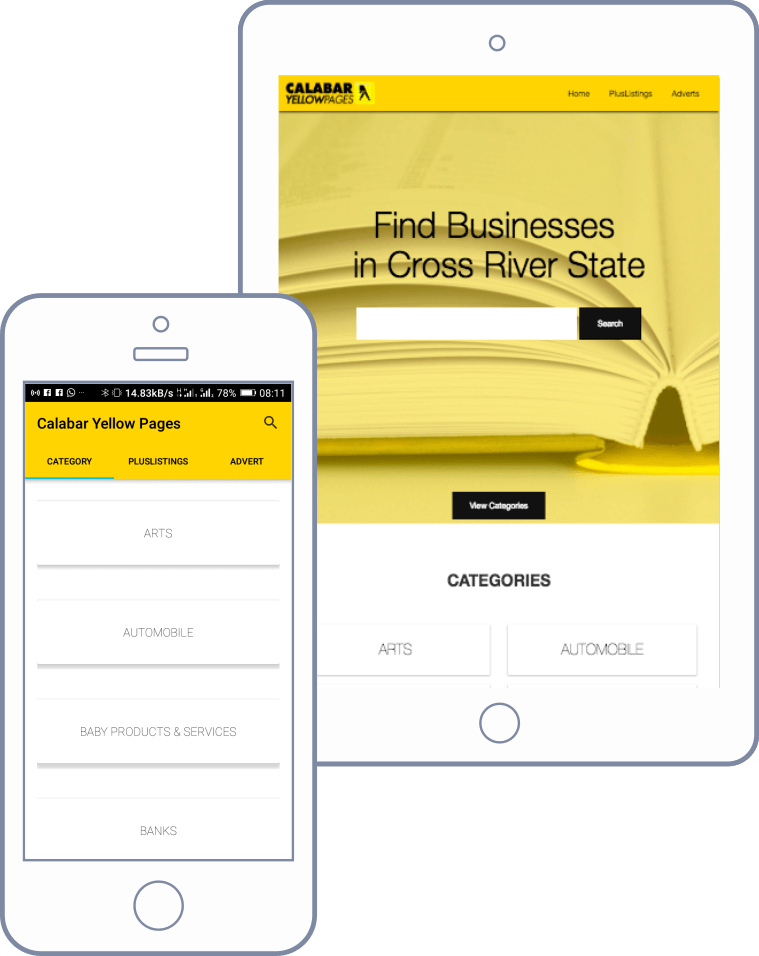 CALABAR
YELLOWPAGES
Home PlusListings Adverts
Find Businesses
in Cross River State
Search
View Categories
CATEGORIES
ARTS AUTOMOBILE
14.83kB/s 78% 08:11
Calabar Yellow Pages
CATEGORY PLUSLISTINGS ADVERT
ARTS
AUTOMOBILE
BABY PRODUCTS & SERVICES
BANKS